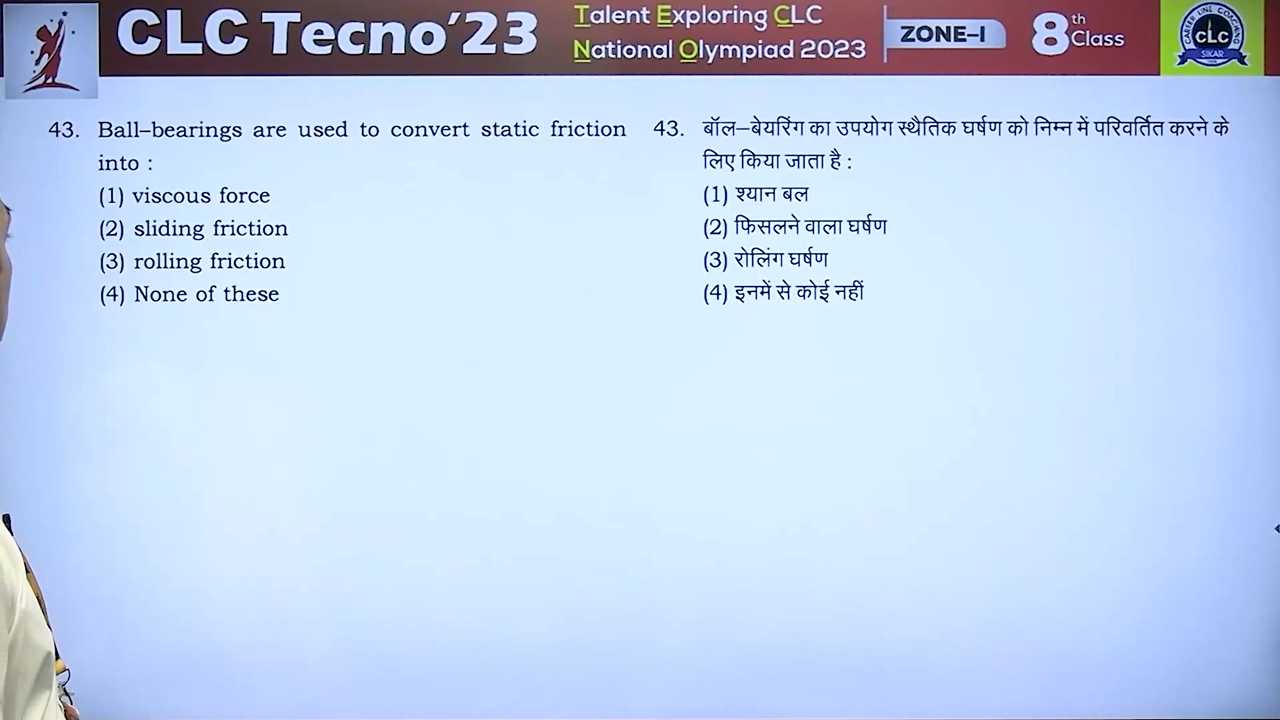 CLC Tecno'23
Talent Exploring CLC
National Olympiad 2023
ZONE–I
8th Class
CAREER LINE COACHING
CLC
SIKAR
43. Ball–bearings are used to convert static friction
into :
(1) viscous force
(2) sliding friction
(3) rolling friction
(4) None of these
43. बॉल–बेयरिंग का उपयोग स्थैतिक घर्षण को निम्न में परिवर्तित करने के
लिए किया जाता है :
(1) श्यान बल
(2) फिसलने वाला घर्षण
(3) रोलिंग घर्षण
(4) इनमें से कोई नहीं